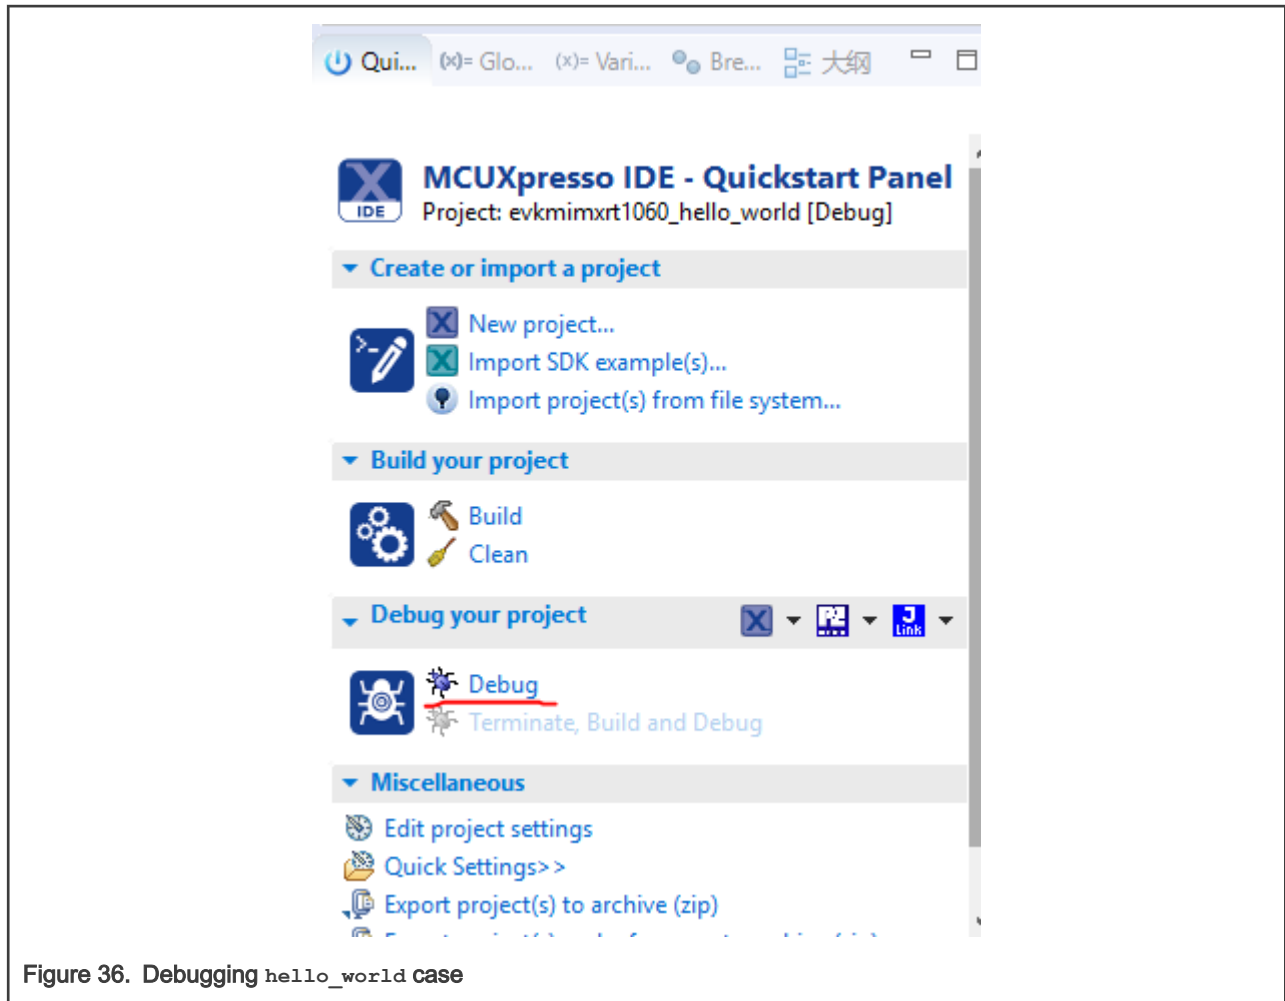 Qui... (x)= Glo... (x)= Vari... Bre... 大纲
IDE
MCUXpresso IDE - Quickstart Panel
Project: evkmimxrt1060_hello_world [Debug]
Create or import a project
New project...
Import SDK example(s)...
Import project(s) from file system...
Build your project
Build
Clean
Debug your project
J
Link
Debug
Terminate, Build and Debug
Miscellaneous
Edit project settings
Quick Settings>>
Export project(s) to archive (zip)
Figure 36. Debugging hello_world case